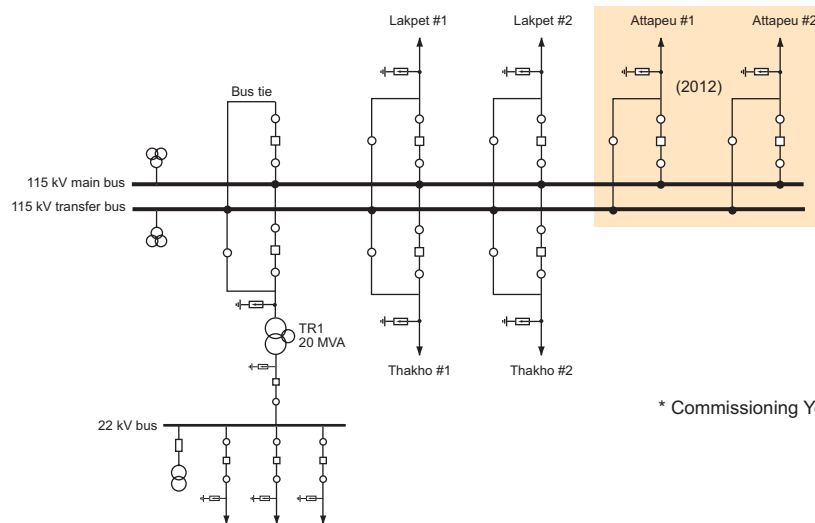 Lakpet #1
Lakpet #2
Attapeu #1
Attapeu #2
(2012)
Bus tie
115 kV main bus
115 kV transfer bus
TR1
20 MVA
Thakho #1
Thakho #2
22 kV bus
* Commissioning